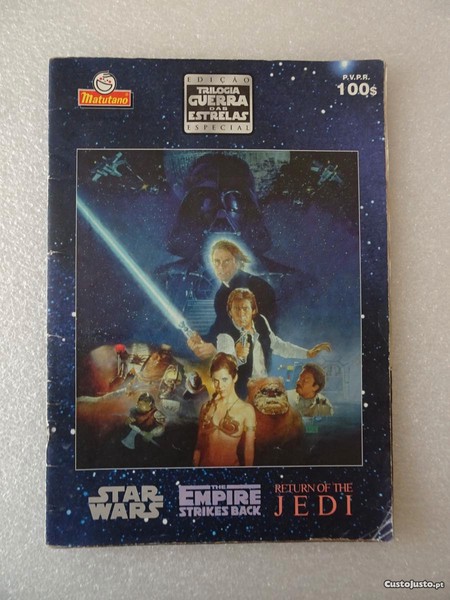 Matutano
EDIÇÃO
TRILOGIA
GUERRA
DAS
ESTRELAS
ESPECIAL
P.V.P.R.
100$
STAR
WARS
THE
EMPIRE
STRIKES BACK
RETURN OF THE
JEDI
CustoJusto.pt